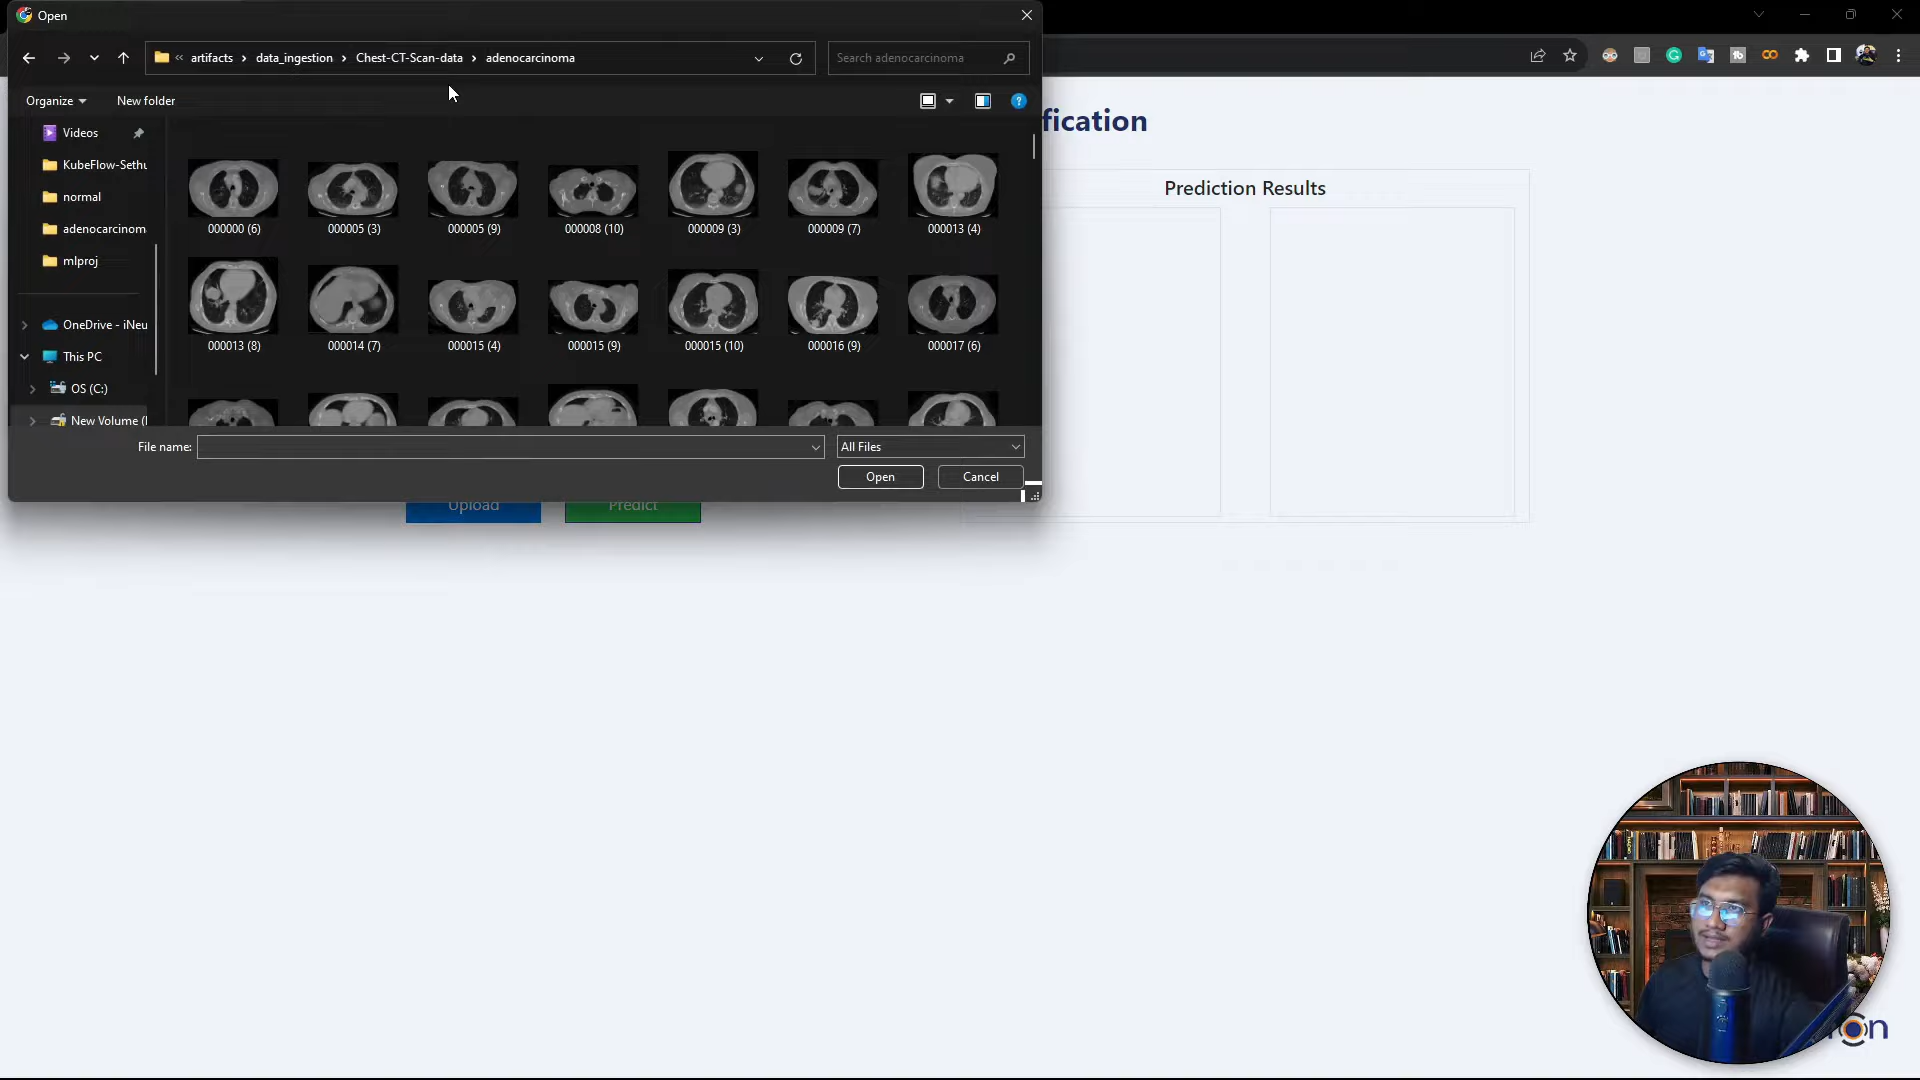 Open
« artifacts > data_ingestion > Chest-CT-Scan-data > adenocarcinoma
Search adenocarcinoma
Organize
New folder
?
Videos
KubeFlow-Sethu
normal
adenocarcinom
mlproj
OneDrive - iNeu
This PC
OS (C:)
New Volume (
000000 (6)
000005 (3)
000005 (9)
000008 (10)
000009 (3)
000009 (7)
000013 (4)
000013 (8)
000014 (7)
000015 (4)
000015 (9)
000015 (10)
000016 (9)
000017 (6)
File name:
All Files
Open
Cancel
fication
Prediction Results
Upload
Predict